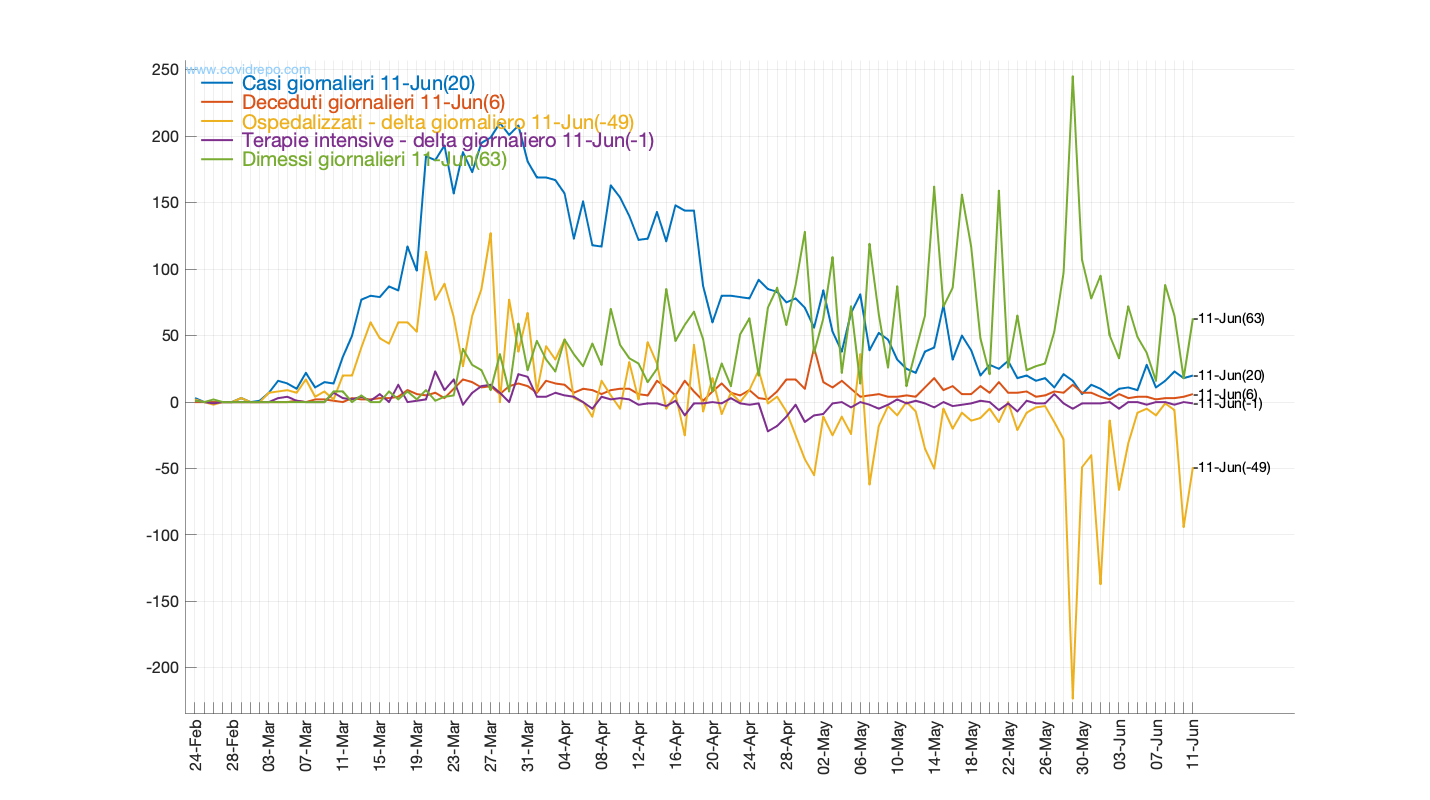 250
www.covidrepo.com
Casi giornalieri 11-Jun(20)
Deceduti giornalieri 11-Jun(6)
Ospedalizzati - delta giornaliero 11-Jun(-49)
200
Terapie intensive - delta giornaliero 11-Jun(-1)
Dimessi giornalieri 11-Jun(63)
150
100
50
-11-Jun(63)
-11-Jun(20)
-11-Jun(6)
0
-11-Jun(-1)
-50
-11-Jun(-49)
-100
-150
-200
24-Feb
28-Feb
03-Mar
07-Mar
11-Mar
15-Mar
19-Mar
23-Mar
27-Mar
31-Mar
04-Apr
08-Apr
12-Apr
16-Apr
20-Apr
24-Apr
28-Apr
02-May
06-May
10-May
14-May
18-May
22-May
26-May
30-May
03-Jun
07-Jun
11-Jun